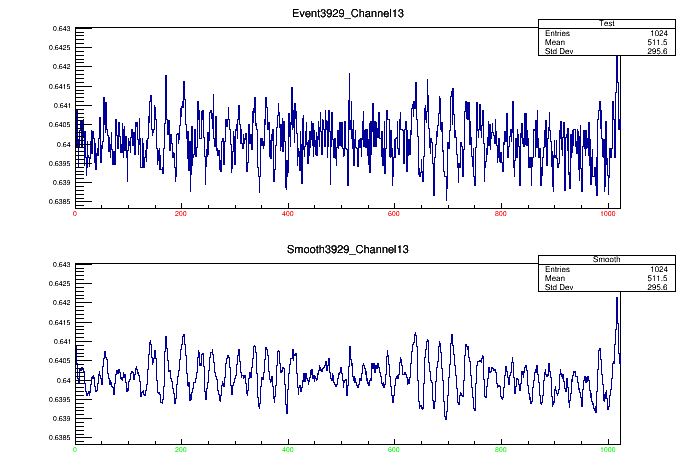 Event3929_Channel13
Test
Entries 1024
Mean 511.5
Std Dev 295.6
0.643
0.642
0.6415
0.641
0.6405
0.64
0.6395
0.639
0.6385
0 200 400 600 800 1000
Smooth3929_Channel13
Smooth
Entries 1024
Mean 511.5
Std Dev 295.6
0.643
0.6425
0.642
0.6415
0.641
0.6405
0.64
0.6395
0.639
0.6385
0 200 400 600 800 1000